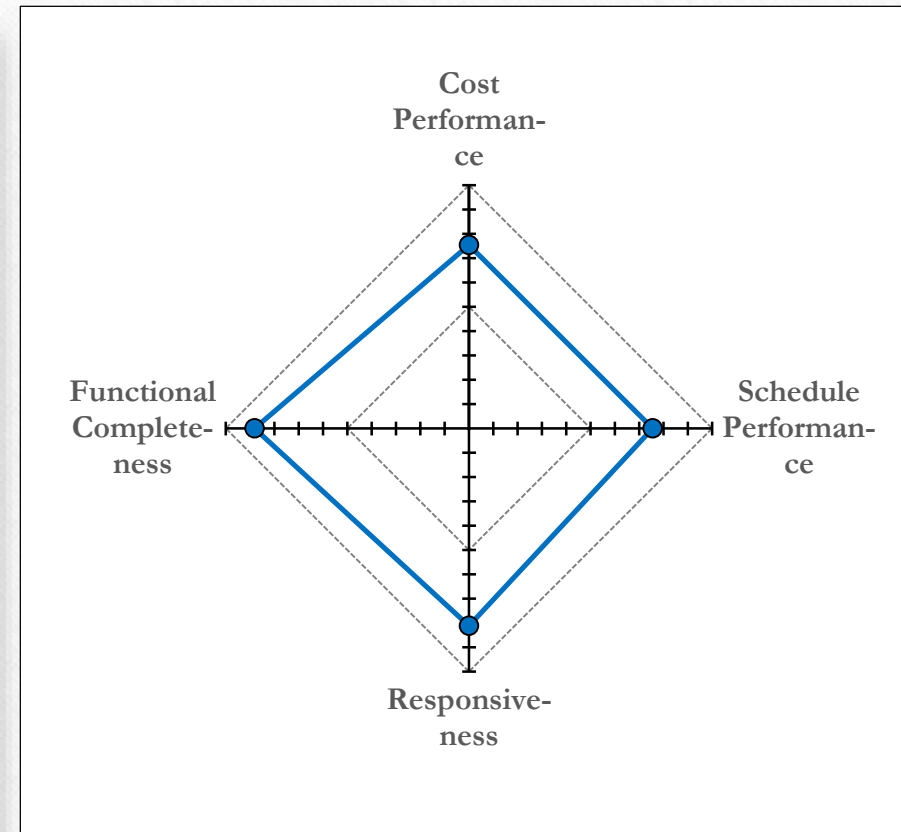 Cost
Performan-
ce
Functional
Complete-
ness
Schedule
Performan-
ce
Responsive-
ness